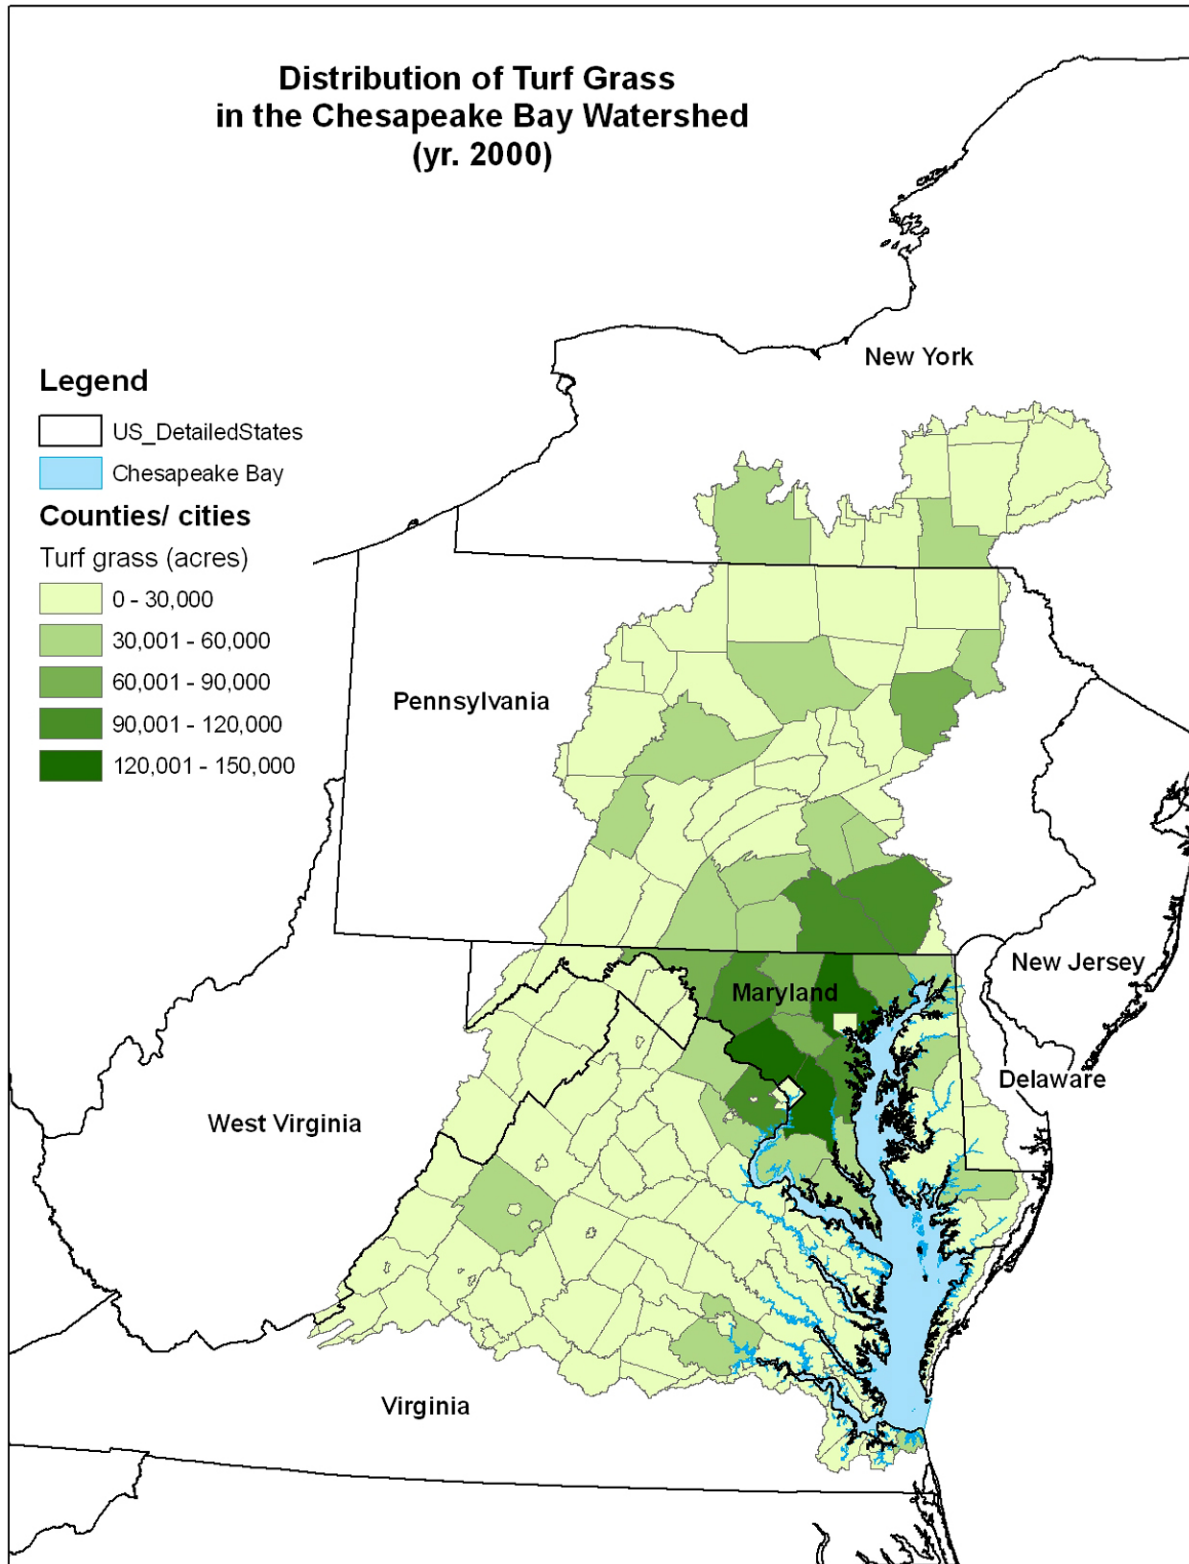 Distribution of Turf Grass
in the Chesapeake Bay Watershed
(yr. 2000)
New York
Legend
US_DetailedStates
Chesapeake Bay
Counties/ cities
Turf grass (acres)
0 - 30,000
30,001 - 60,000
60,001 - 90,000
90,001 - 120,000
120,001 - 150,000
Pennsylvania
New Jersey
Maryland
Delaware
West Virginia
Virginia